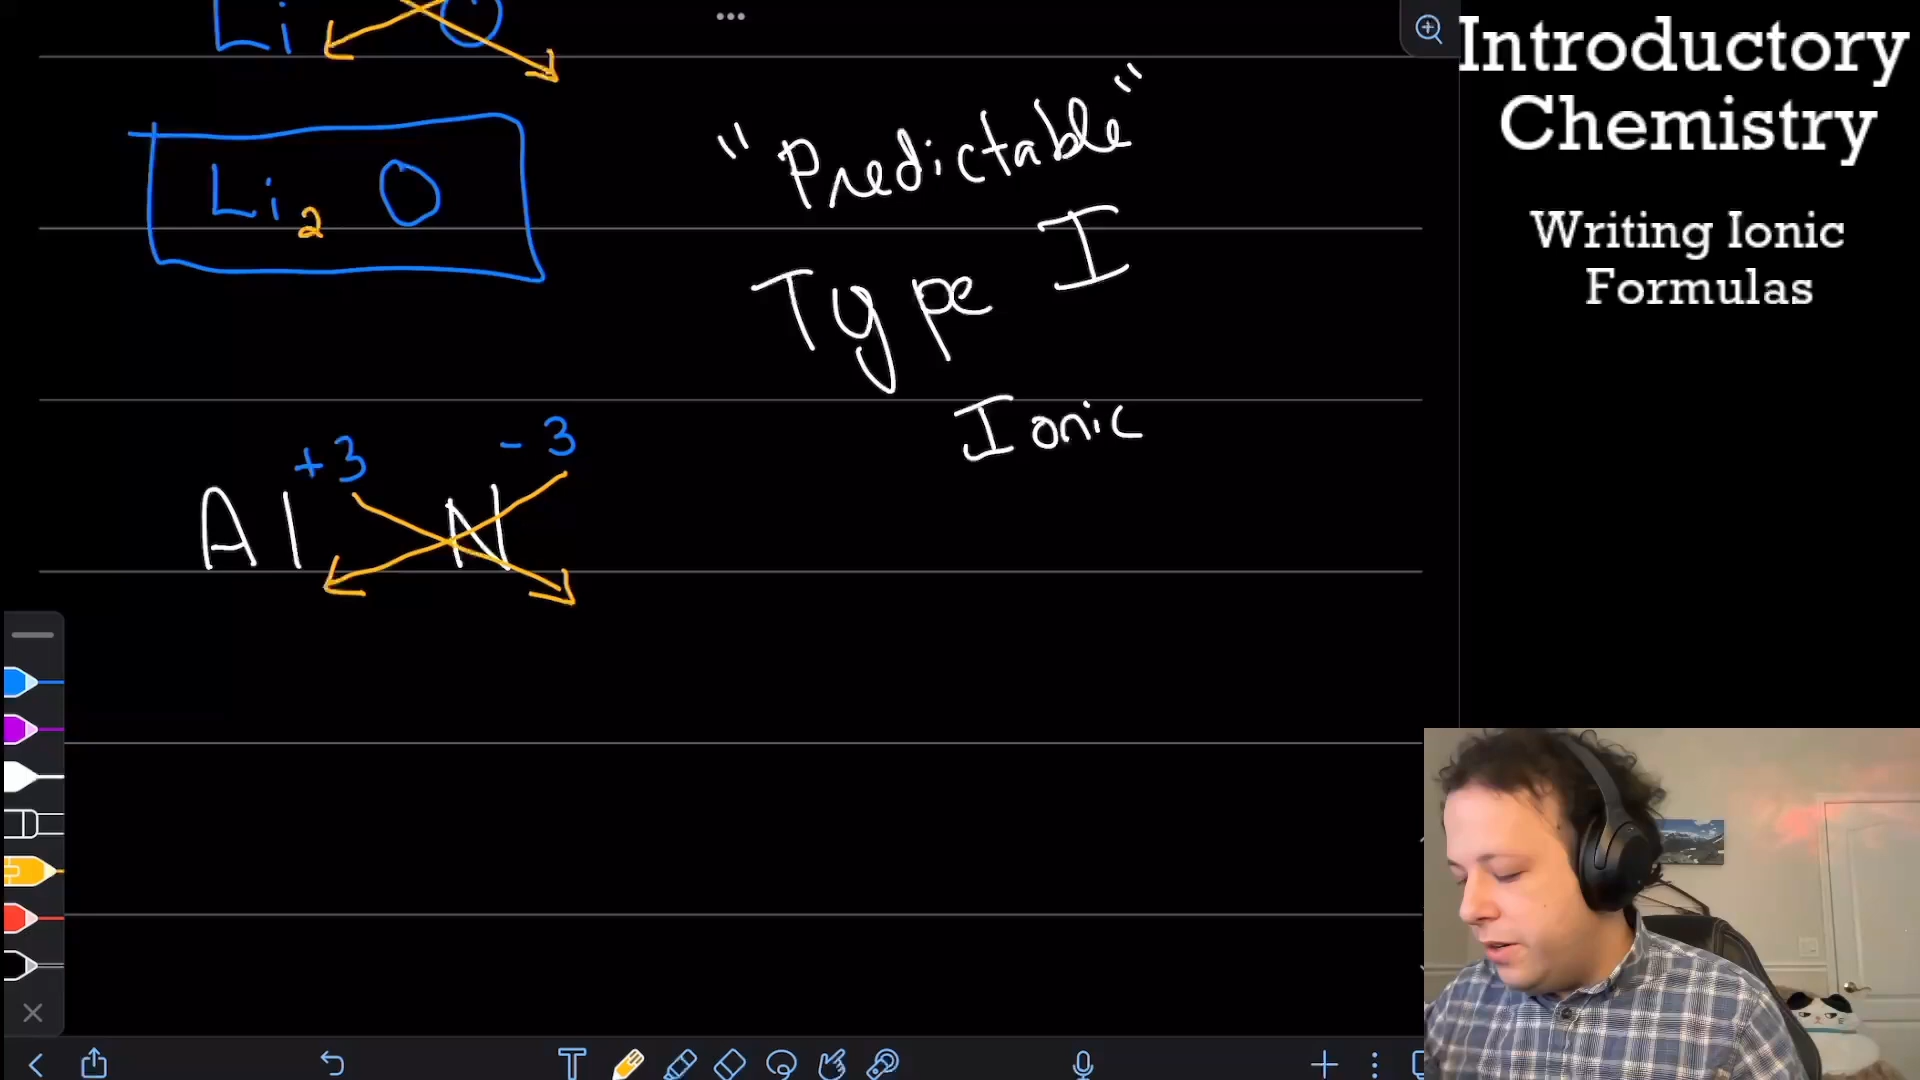 Li O
Li2 O
"Predictable"
Type I
Ionic
Al+3 N-3
Introductory
Chemistry
Writing Ionic
Formulas
T